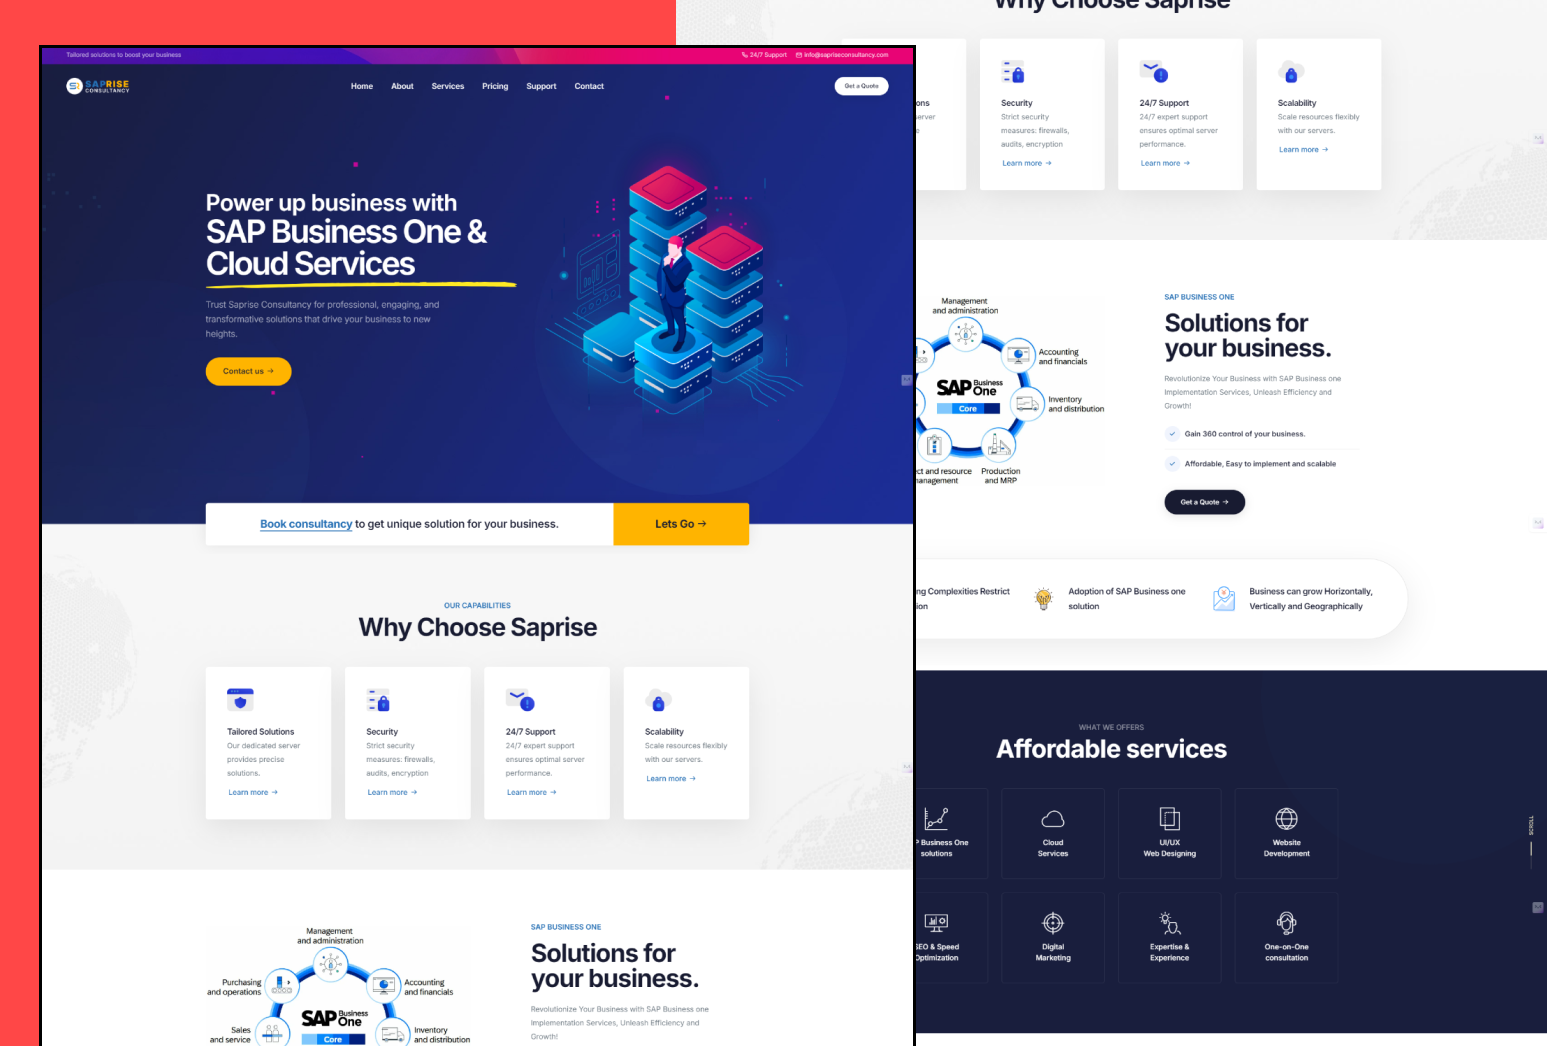 Tailored solutions to boost your business
24/7 Support
info@sapriseconsultancy.com
SAPRISE
CONSULTANCY
Home
About
Services
Pricing
Support
Contact
Get a Quote
Power up business with
SAP Business One &
Cloud Services
Trust Saprise Consultancy for professional, engaging, and
transformative solutions that drive your business to new
heights.
Contact us →
Book consultancy to get unique solution for your business.
Lets Go →
OUR CAPABILITIES
Why Choose Saprise
Tailored Solutions
Our dedicated server
provides precise
solutions.
Learn more →
Security
Strict security
measures: firewalls,
audits, encryption
Learn more →
24/7 Support
24/7 expert support
ensures optimal server
performance.
Learn more →
Scalability
Scale resources flexibly
with our servers.
Learn more →
Management
and administration
Purchasing
and operations
Accounting
and financials
Sales
and service
Inventory
and distribution
SAP Business
One
Core
SAP BUSINESS ONE
Solutions for
your business.
Revolutionize Your Business with SAP Business one
Implementation Services, Unleash Efficiency and
Growth!
Why Choose Saprise
ons
erver
e
Security
Strict security
measures: firewalls,
audits, encryption
Learn more →
24/7 Support
24/7 expert support
ensures optimal server
performance.
Learn more →
Scalability
Scale resources flexibly
with our servers.
Learn more →
Management
and administration
Accounting
and financials
Inventory
and distribution
SAP Business
One
Core
ct and resource
management
Production
and MRP
SAP BUSINESS ONE
Solutions for
your business.
Revolutionize Your Business with SAP Business one
Implementation Services, Unleash Efficiency and
Growth!
Gain 360 control of your business.
Affordable, Easy to implement and scalable
Get a Quote →
ng Complexities Restrict
ion
Adoption of SAP Business one
solution
Business can grow Horizontally,
Vertically and Geographically
WHAT WE OFFERS
Affordable services
P Business One
solutions
Cloud
Services
UI/UX
Web Designing
Website
Development
SEO & Speed
Optimization
Digital
Marketing
Expertise &
Experience
One-on-One
consultation
SCROLL